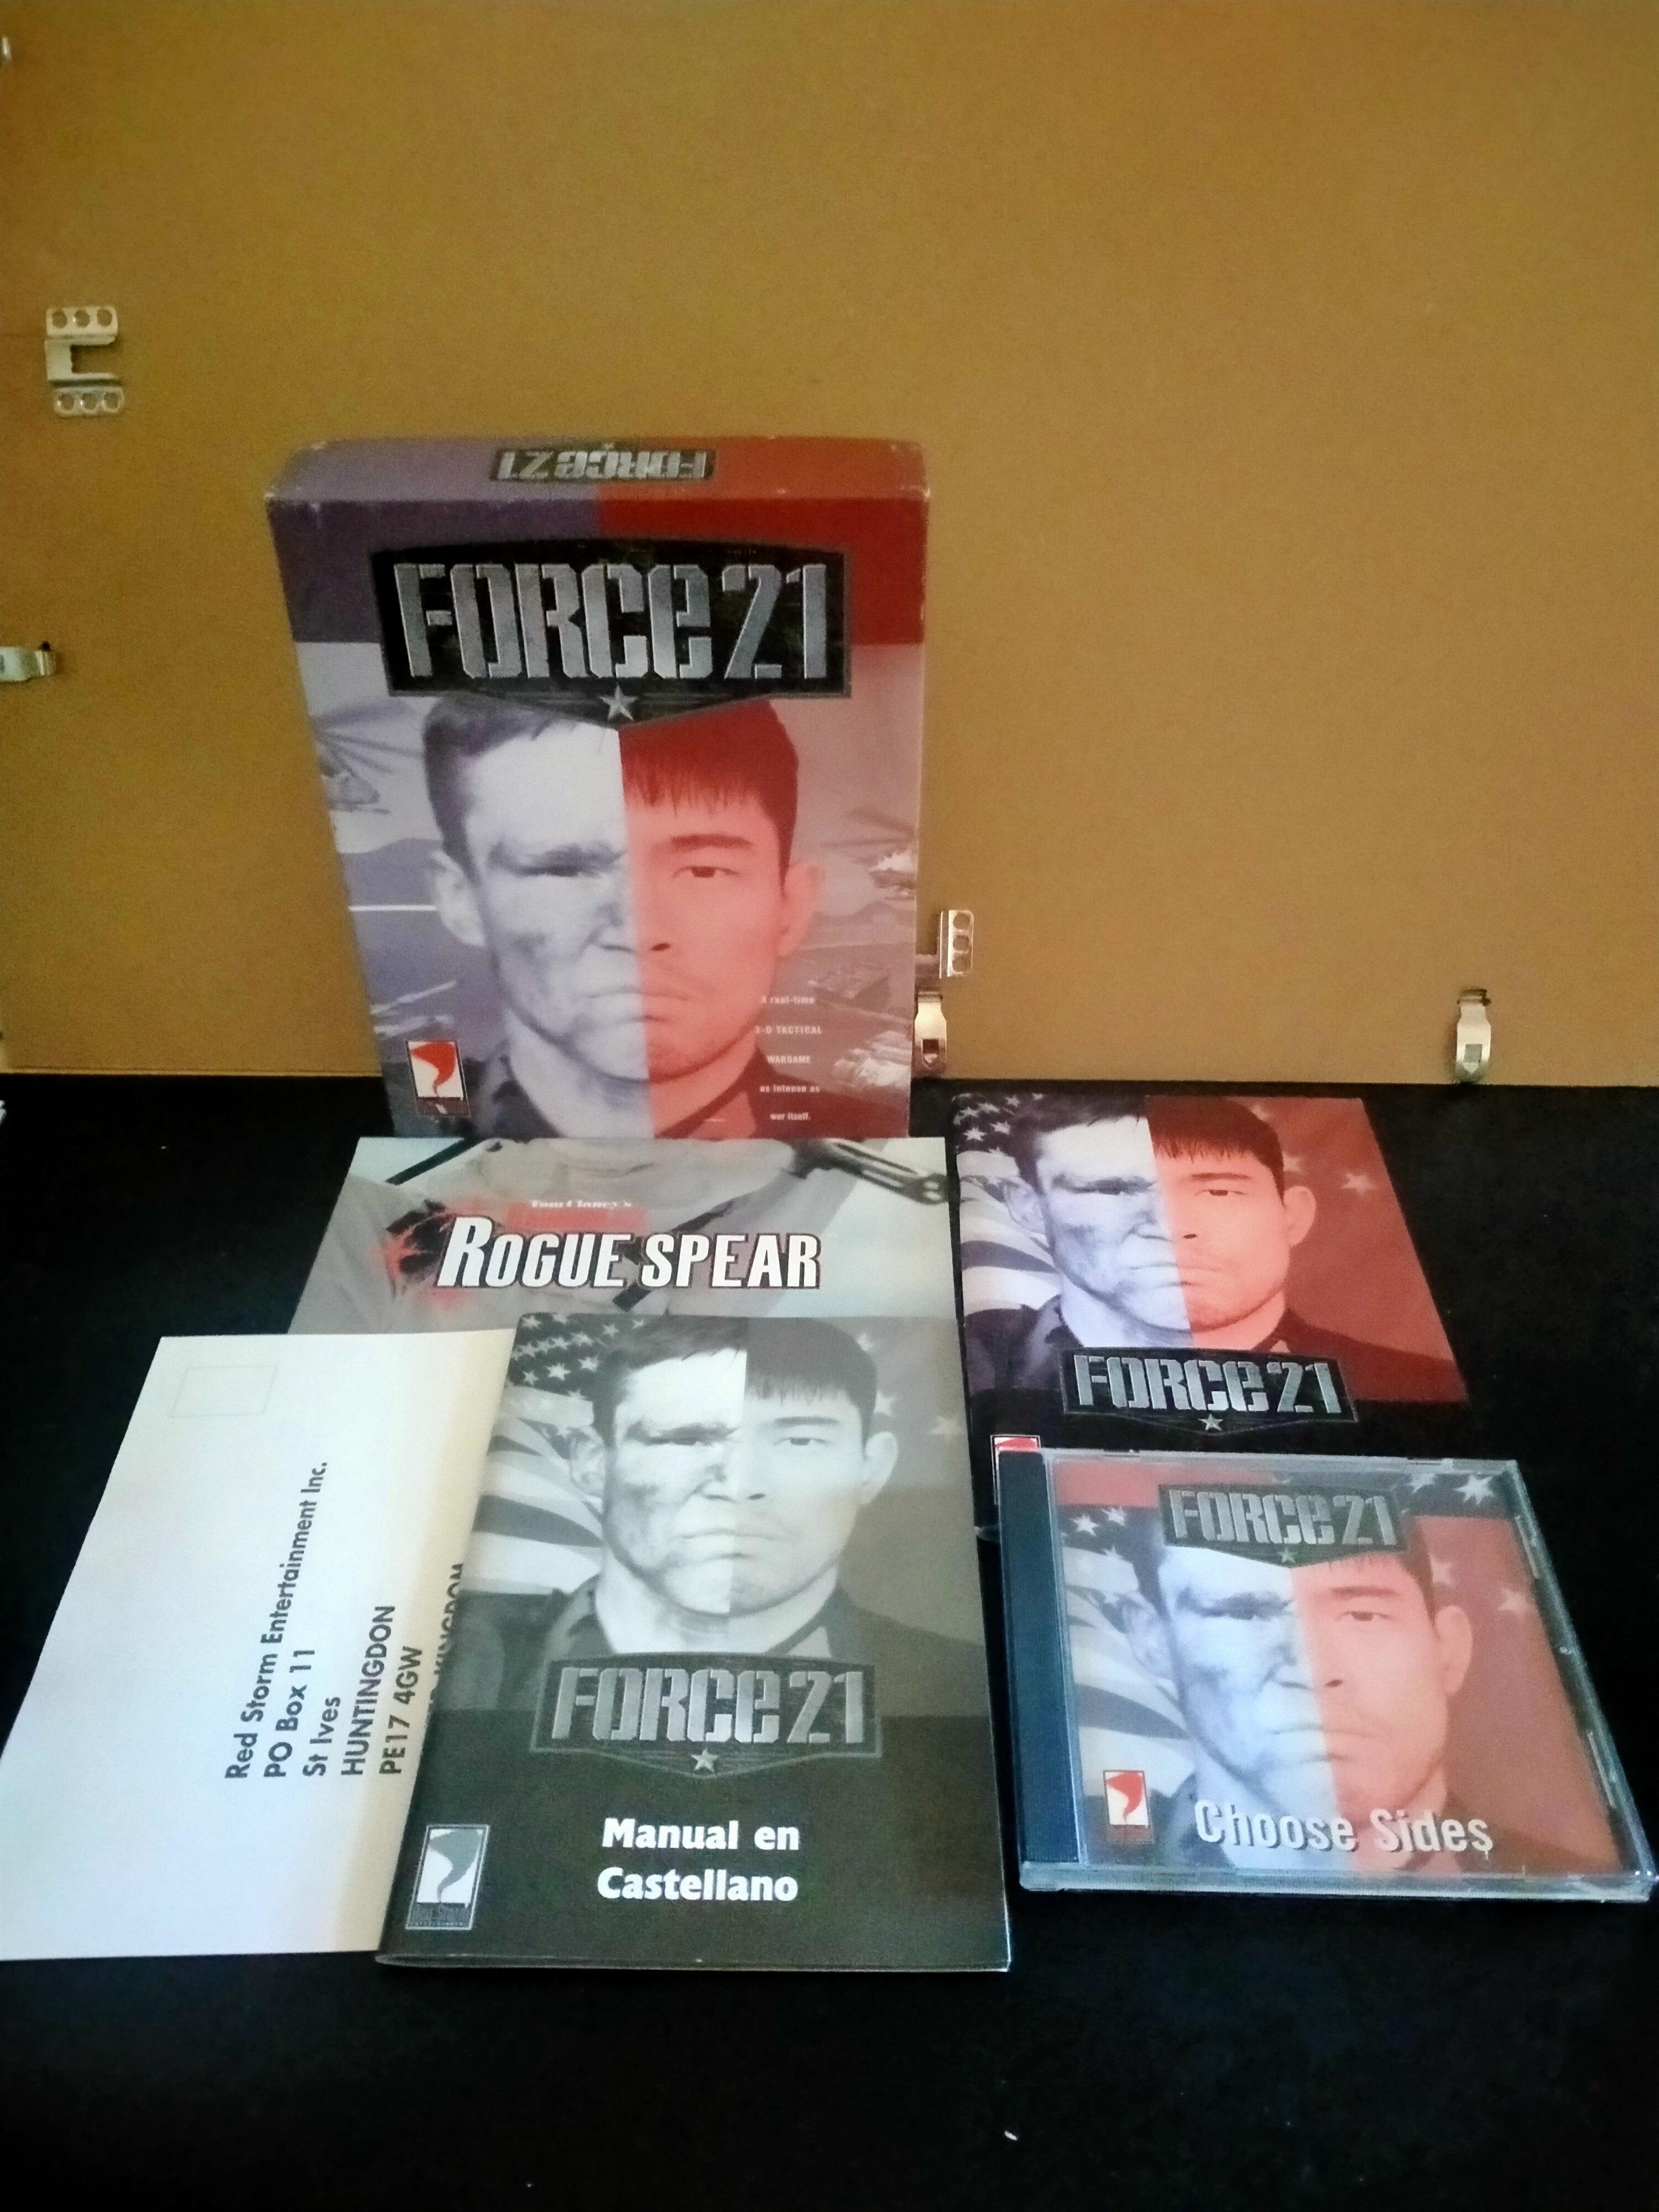 FORCE 21
FORCE 21
A real-time
3-D TACTICAL
WARGAME
as intense as
war itself.
Tom Clancy's
ROGUE SPEAR
FORCE 21
Red Storm Entertainment Inc.
PO Box 11
St Ives
HUNTINGDON
PE17 4GW
FORCE 21
Manual en
Castellano
FORCE 21
Choose Sides